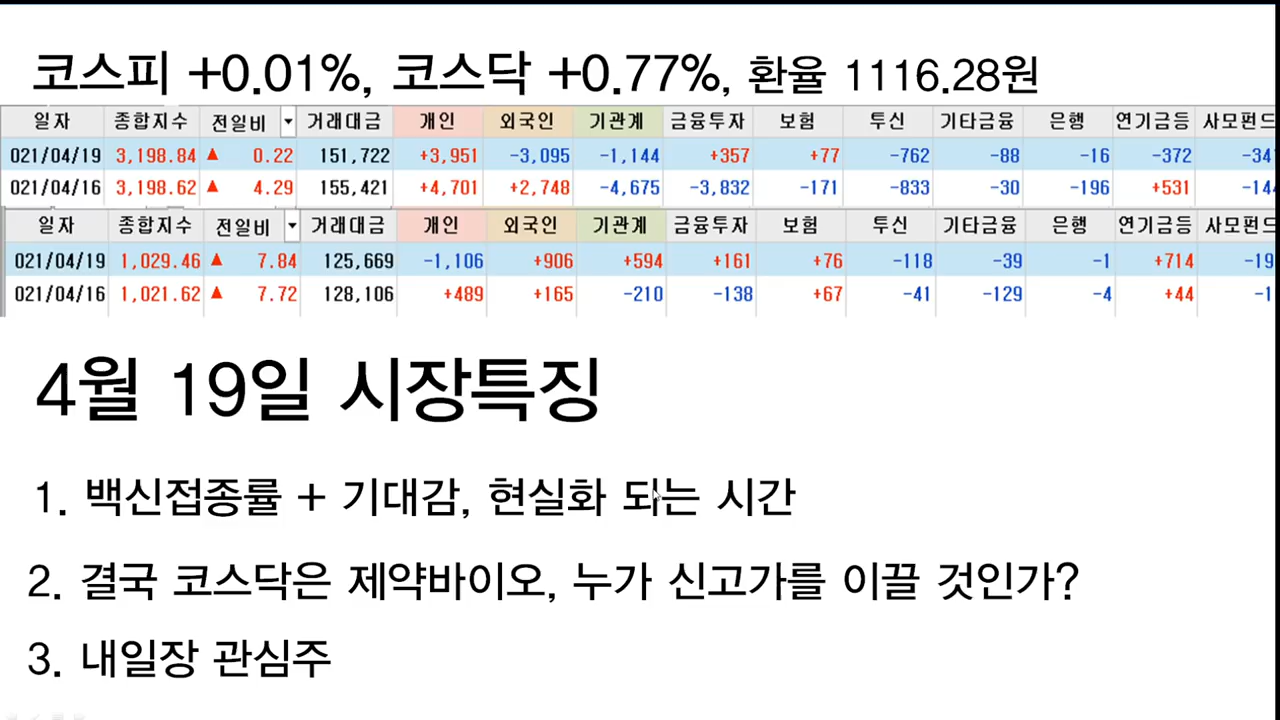 코스피 +0.01%, 코스닥 +0.77%, 환율 1116.28원
일자 종합지수 전일비 거래대금 개인 외국인 기관계 금융투자 보험 투신 기타금융 은행 연기금등 사모펀드
021/04/19 3,198.84 ▲ 0.22 151,722 +3,951 -3,095 -1,144 +357 +77 -762 -88 -16 -372 -34
021/04/16 3,198.62 ▲ 4.29 155,421 +4,701 +2,748 -4,675 -3,832 -171 -833 -30 -196 +531 -14
일자 종합지수 전일비 거래대금 개인 외국인 기관계 금융투자 보험 투신 기타금융 은행 연기금등 사모펀드
021/04/19 1,029.46 ▲ 7.84 125,669 -1,106 +906 +594 +161 +76 -118 -39 -1 +714 -19
021/04/16 1,021.62 ▲ 7.72 128,106 +489 +165 -210 -138 +67 -41 -129 -4 +44 -1
4월 19일 시장특징
1. 백신접종률 + 기대감, 현실화 되는 시간
2. 결국 코스닥은 제약바이오, 누가 신고가를 이끌 것인가?
3. 내일장 관심주